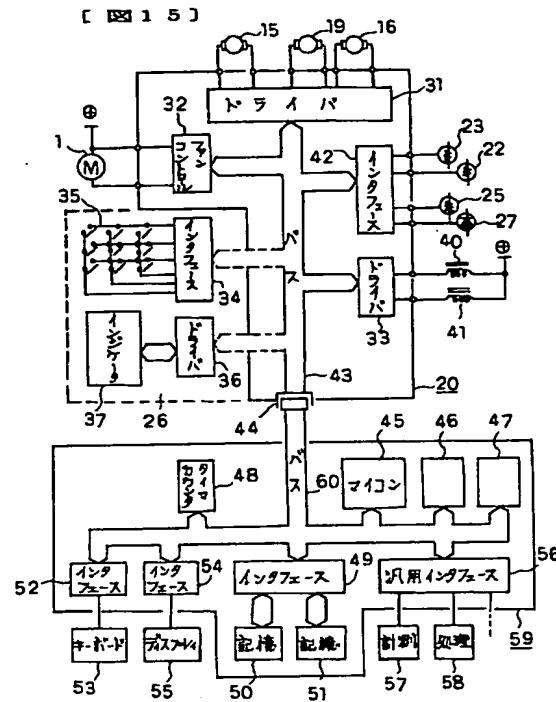 [図15]
15
19
16
ドライバ
31
32
ファンコントロール
⊕
1
M
42
インタフェース
23
22
25
27
35
インタフェース
34
バス
40
⊕
41
ドライバ
33
インジケータ
37
ドライバ
36
26
43
20
44
45
46
47
タイマカウンタ
48
バス
60
マイコン
52
インタフェース
インタフェース
54
インタフェース
49
汎用インタフェース
56
キーボード
53
ディスプレイ
55
記憶
50
記憶
51
計測
57
処理
58
59